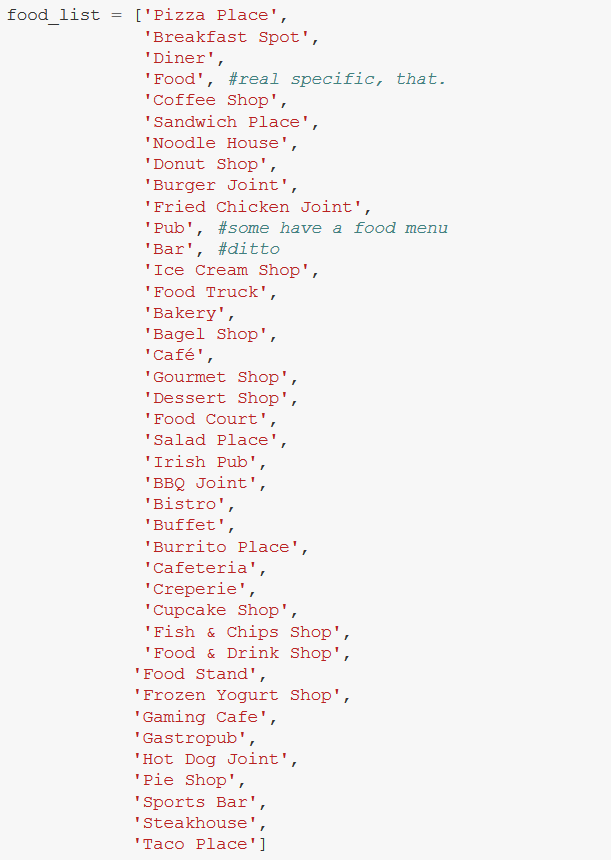 food_list = ['Pizza Place',
'Breakfast Spot',
'Diner',
'Food', #real specific, that.
'Coffee Shop',
'Sandwich Place',
'Noodle House',
'Donut Shop',
'Burger Joint',
'Fried Chicken Joint',
'Pub', #some have a food menu
'Bar', #ditto
'Ice Cream Shop',
'Food Truck',
'Bakery',
'Bagel Shop',
'Café',
'Gourmet Shop',
'Dessert Shop',
'Food Court',
'Salad Place',
'Irish Pub',
'BBQ Joint',
'Bistro',
'Buffet',
'Burrito Place',
'Cafeteria',
'Creperie',
'Cupcake Shop',
'Fish & Chips Shop',
'Food & Drink Shop',
'Food Stand',
'Frozen Yogurt Shop',
'Gaming Cafe',
'Gastropub',
'Hot Dog Joint',
'Pie Shop',
'Sports Bar',
'Steakhouse',
'Taco Place']